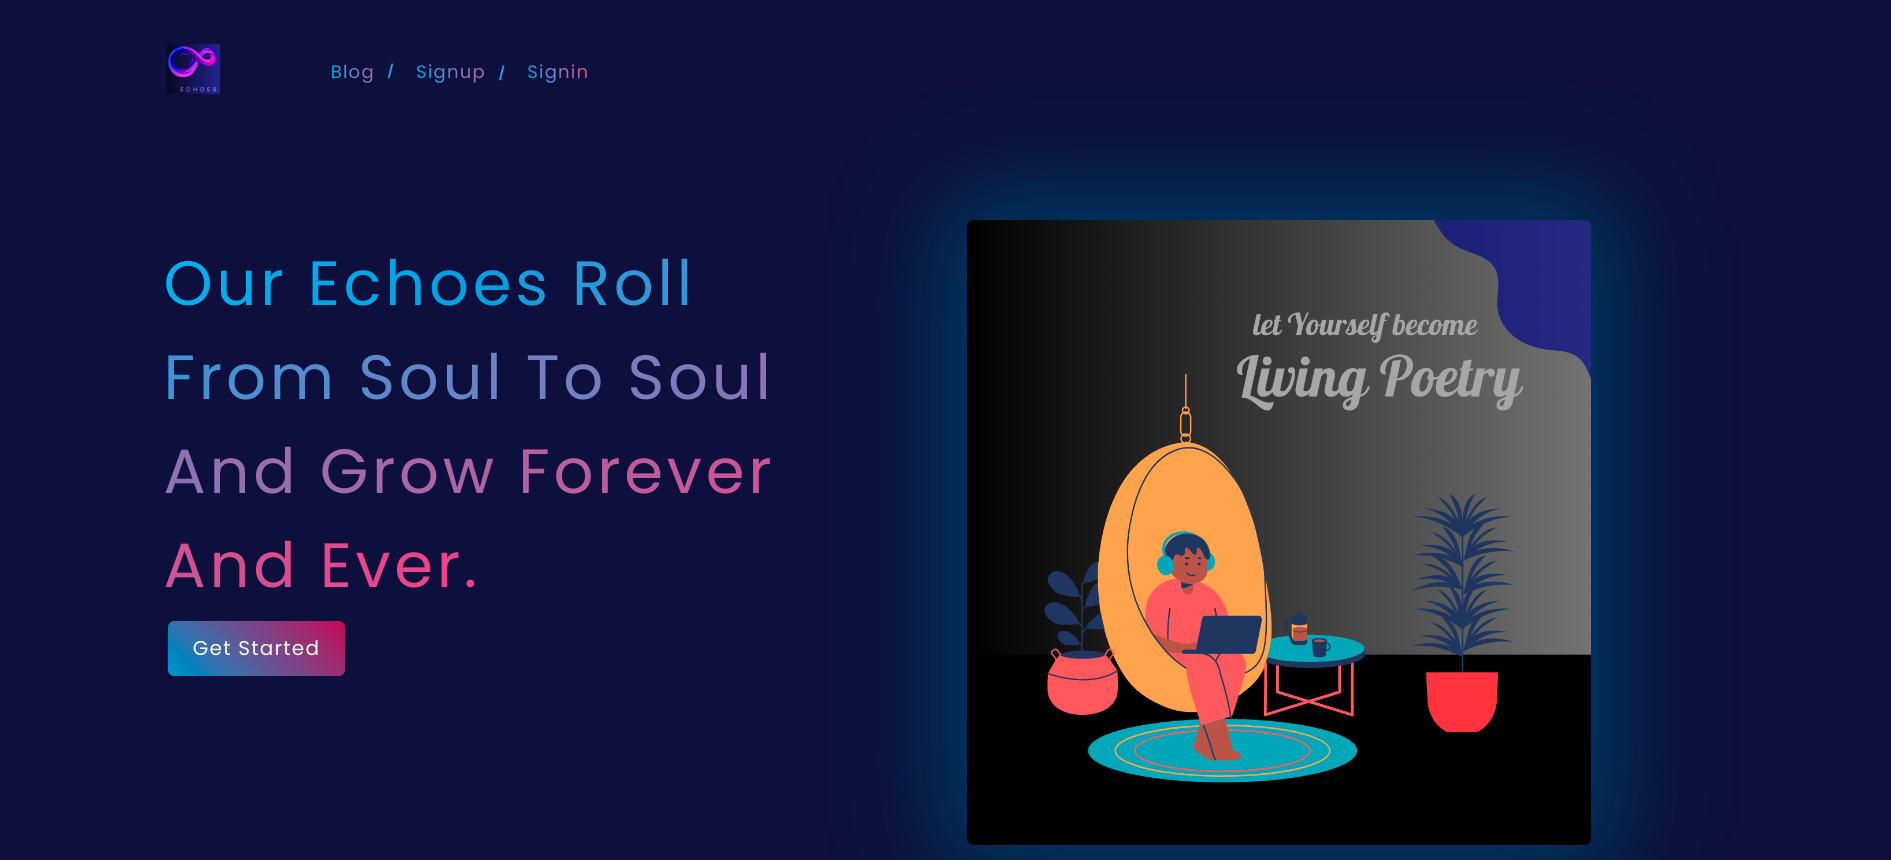 ECHOES
Blog / Signup / Signin
Our Echoes Roll
From Soul To Soul
And Grow Forever
And Ever.
Get Started
let Yourself become
Living Poetry